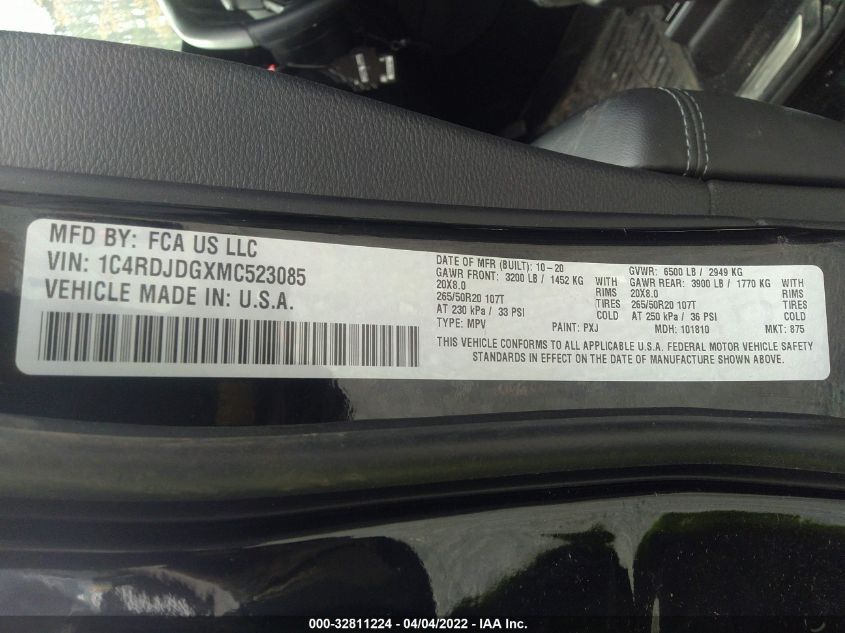 MFD BY: FCA US LLC
VIN: 1C4RDJDGXMC523085
VEHICLE MADE IN: U.S.A.
DATE OF MFR (BUILT): 10-20 GVWR: 6500 LB / 2949 KG
GAWR FRONT: 3200 LB / 1452 KG WITH GAWR REAR: 3900 LB / 1770 KG WITH
20X8.0 RIMS 20X8.0 RIMS
265/50R20 107T TIRES 265/50R20 107T TIRES
AT 230 kPa / 33 PSI COLD AT 250 kPa / 36 PSI COLD
TYPE: MPV PAINT: PXJ MDH: 101810 MKT: 875
THIS VEHICLE CONFORMS TO ALL APPLICABLE U.S.A. FEDERAL MOTOR VEHICLE SAFETY
STANDARDS IN EFFECT ON THE DATE OF MANUFACTURE SHOWN ABOVE.
000-32811224 - 04/04/2022 - IAA Inc.